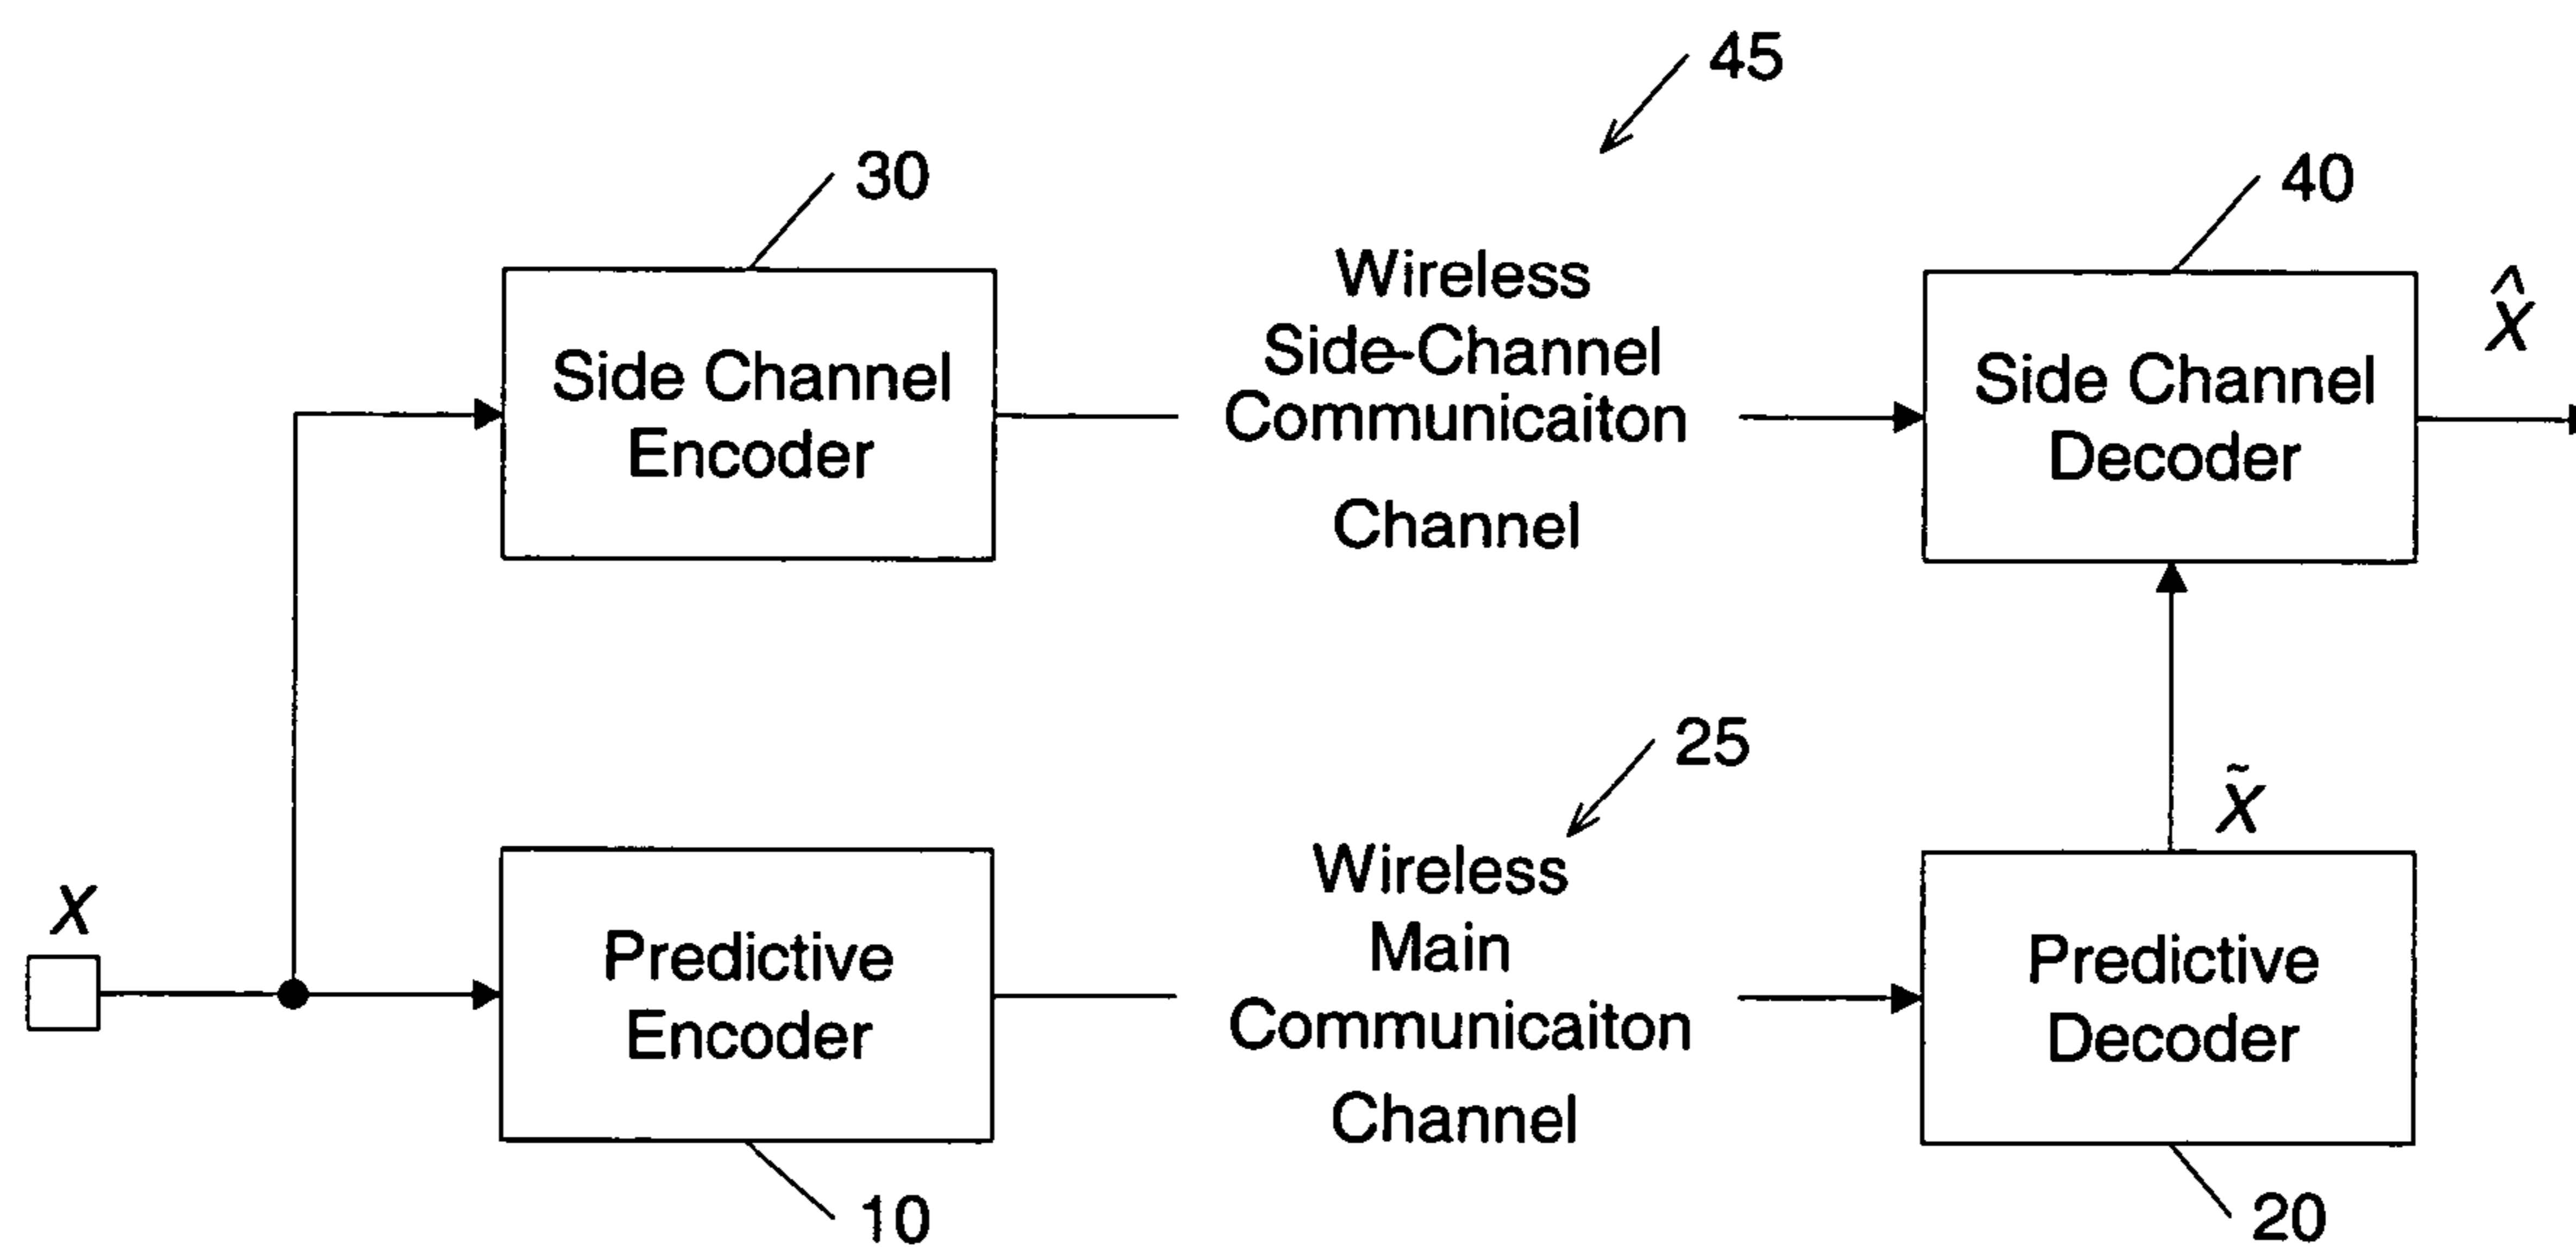 45
30
40
Wireless
Side-Channel
Communicaiton
Channel
Side Channel
Encoder
Side Channel
Decoder
X̂
25
X̃
Wireless
Main
Communicaiton
Channel
X
Predictive
Encoder
Predictive
Decoder
10
20